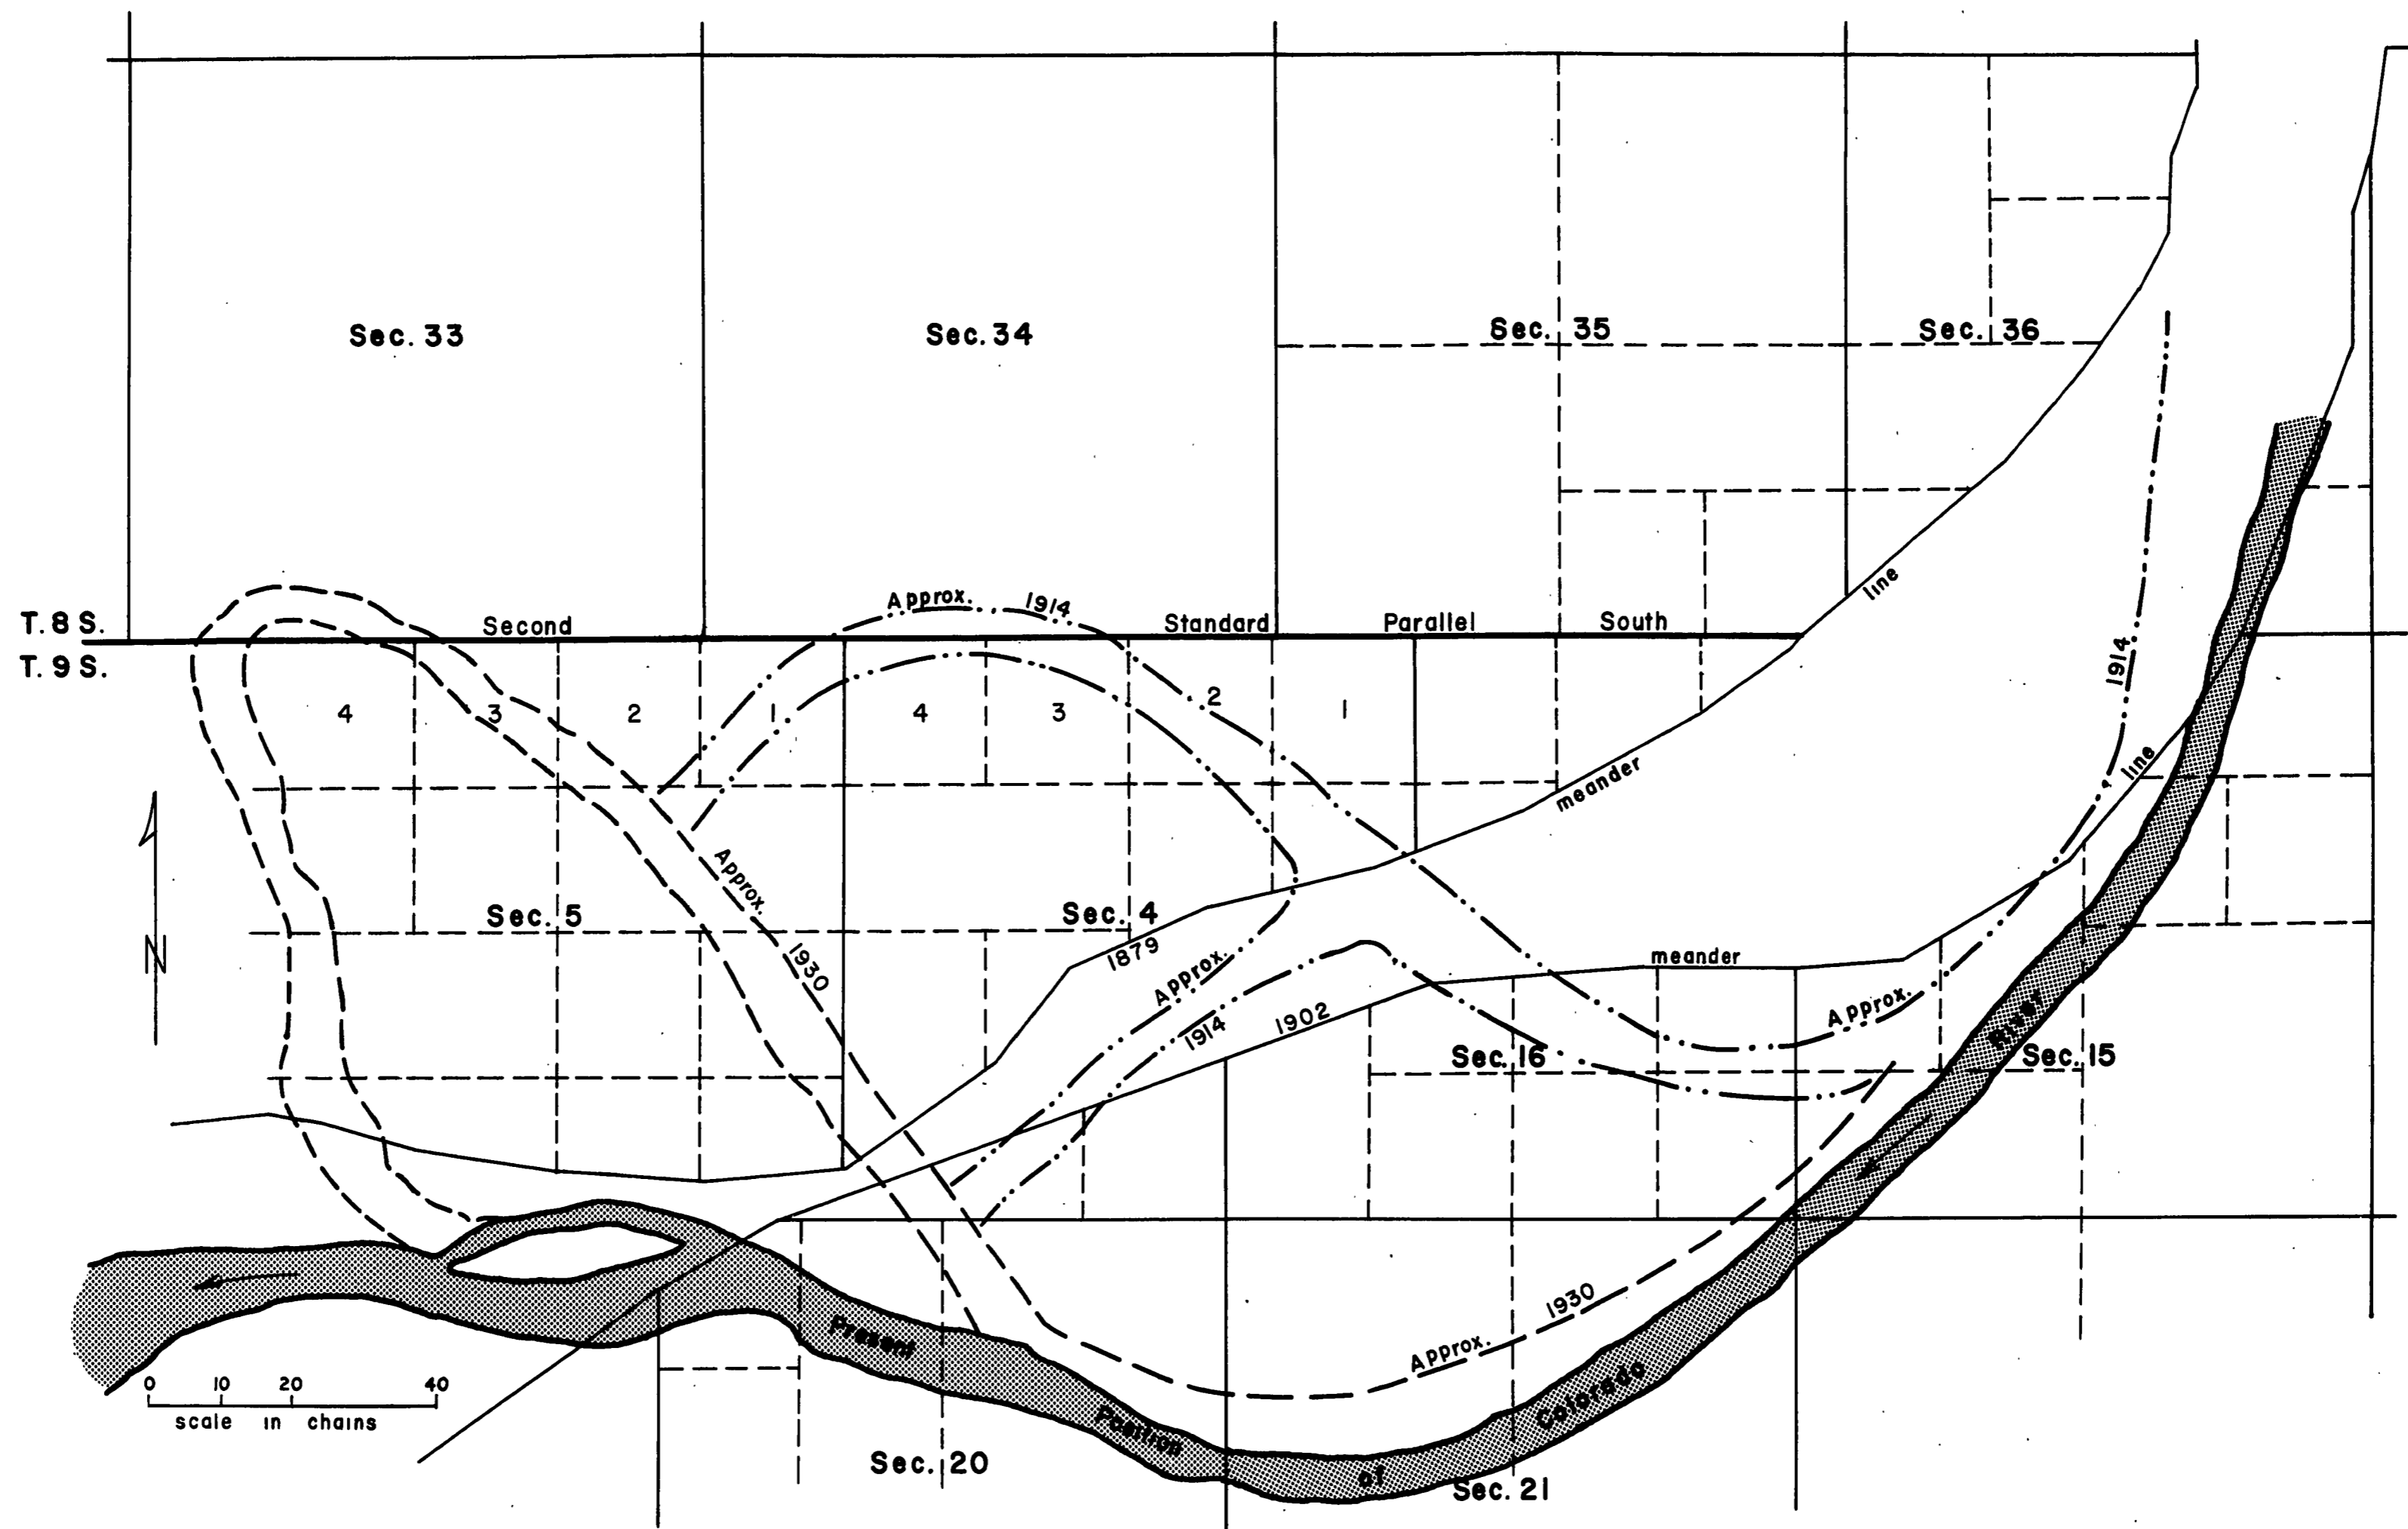 Sec. 33
Sec. 34
Sec. 35
Sec. 36
line
Approx. 1914
T. 8 S.
Second Standard Parallel South
T. 9 S.
1914
4 3 2 1 4 3 2 1
line
meander
Approx.
Sec. 5
Sec. 4
1879
meander
1930
Approx.
N
1914
1902
Approx.
Sec. 16
River
Sec. 15
1930
Approx.
Present
Position
of
Colorado
0 10 20 40
scale in chains
Sec. 20
Sec. 21